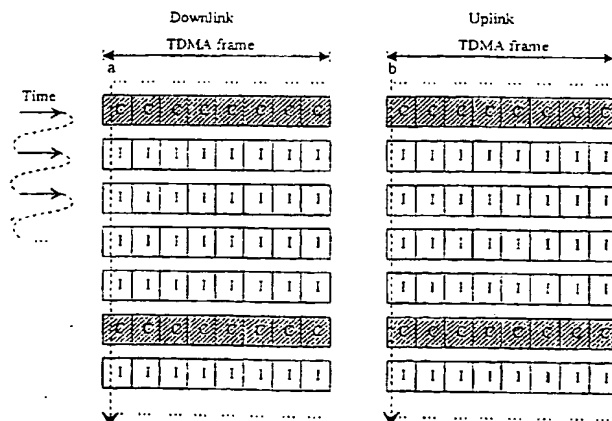 Downlink Uplink
TDMA frame TDMA frame
a b
... ... ... ... ... ... ... ... ... ... ... ...
Time
C C C C C C C C C C C C C C C C
I I I I I I I I I I I I I I I I
I I I I I I I I I I I I I I I I
I I I I I I I I I I I I I I I I
I I I I I I I I I I I I I I I I
...
C C C C C C C C C C C C C C C C
I I I I I I I I I I I I I I I I
... ... ... ... ... ... ... ... ... ... ... ...